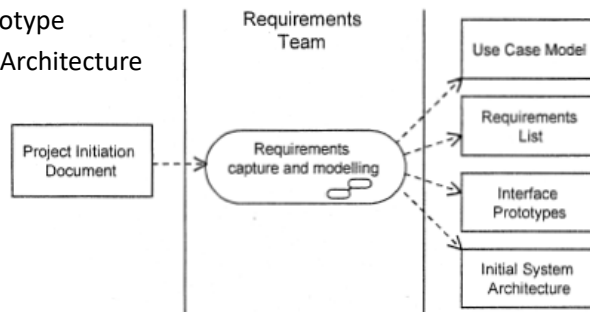 otype
Architecture
Requirements
Team
Project Initiation
Document
Requirements
capture and modelling
Use Case Model
Requirements
List
Interface
Prototypes
Initial System
Architecture